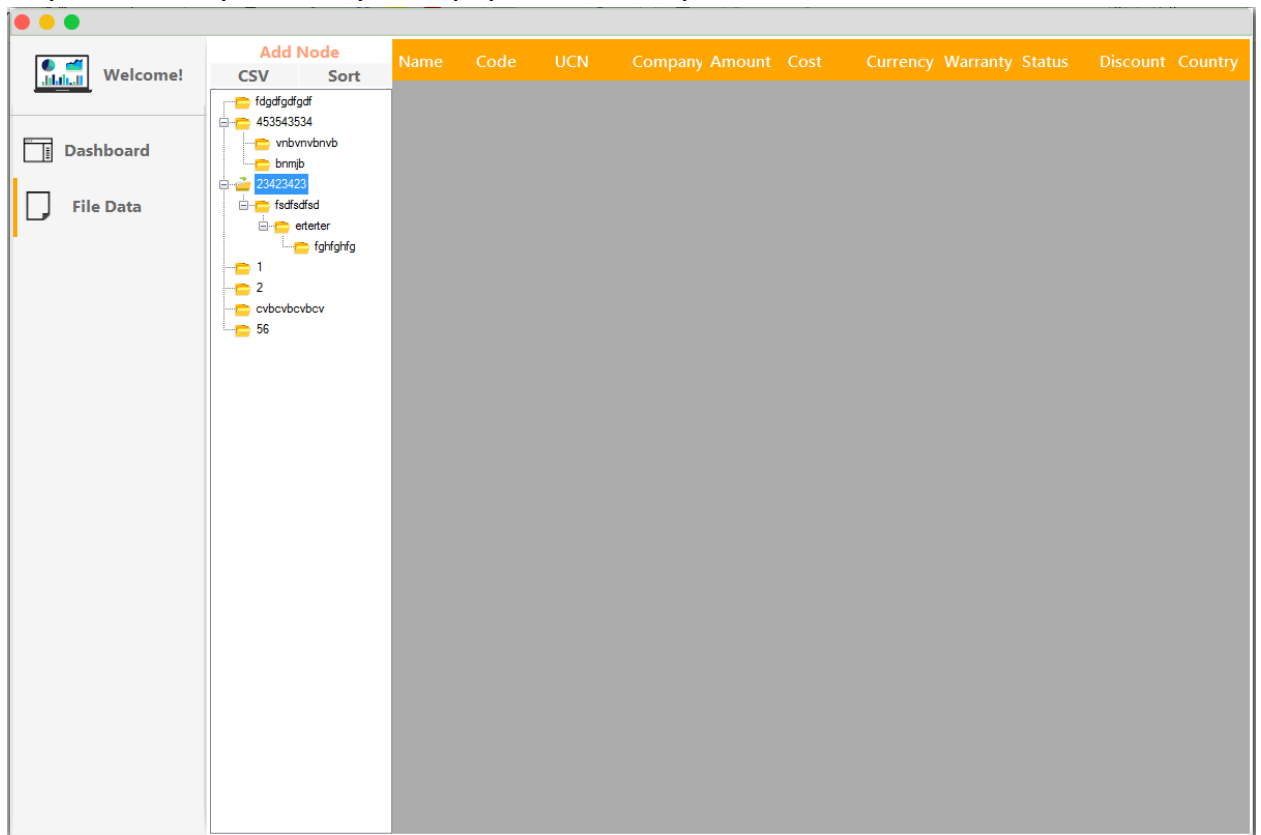 Welcome!
Dashboard
File Data
Add Node
CSV Sort
fdgdfgdfgdf
453543534
vnbvnvbnvb
bnmjb
23423423
fsdfsdfsd
erterter
fghfghfg
1
2
cvbcvbcvbcv
56
Name Code UCN Company Amount Cost Currency Warranty Status Discount Country